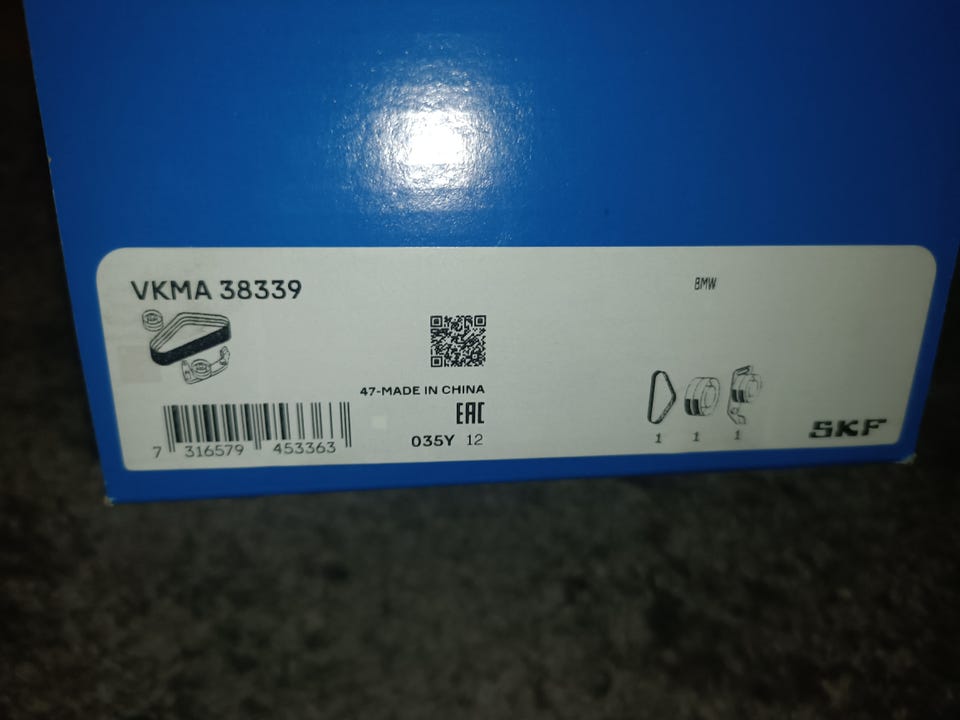 VKMA 38339
BMW
47-MADE IN CHINA
EAC
035Y 12
7 316579 453363
1 1 1
SKF